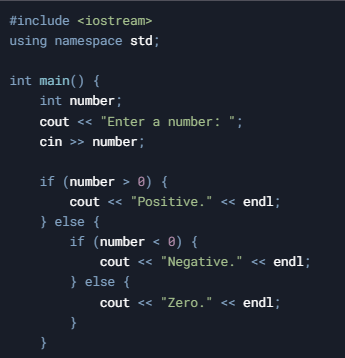 #include <iostream>
using namespace std;

int main() {
    int number;
    cout << "Enter a number: ";
    cin >> number;

    if (number > 0) {
        cout << "Positive." << endl;
    } else {
        if (number < 0) {
            cout << "Negative." << endl;
        } else {
            cout << "Zero." << endl;
        }
    }